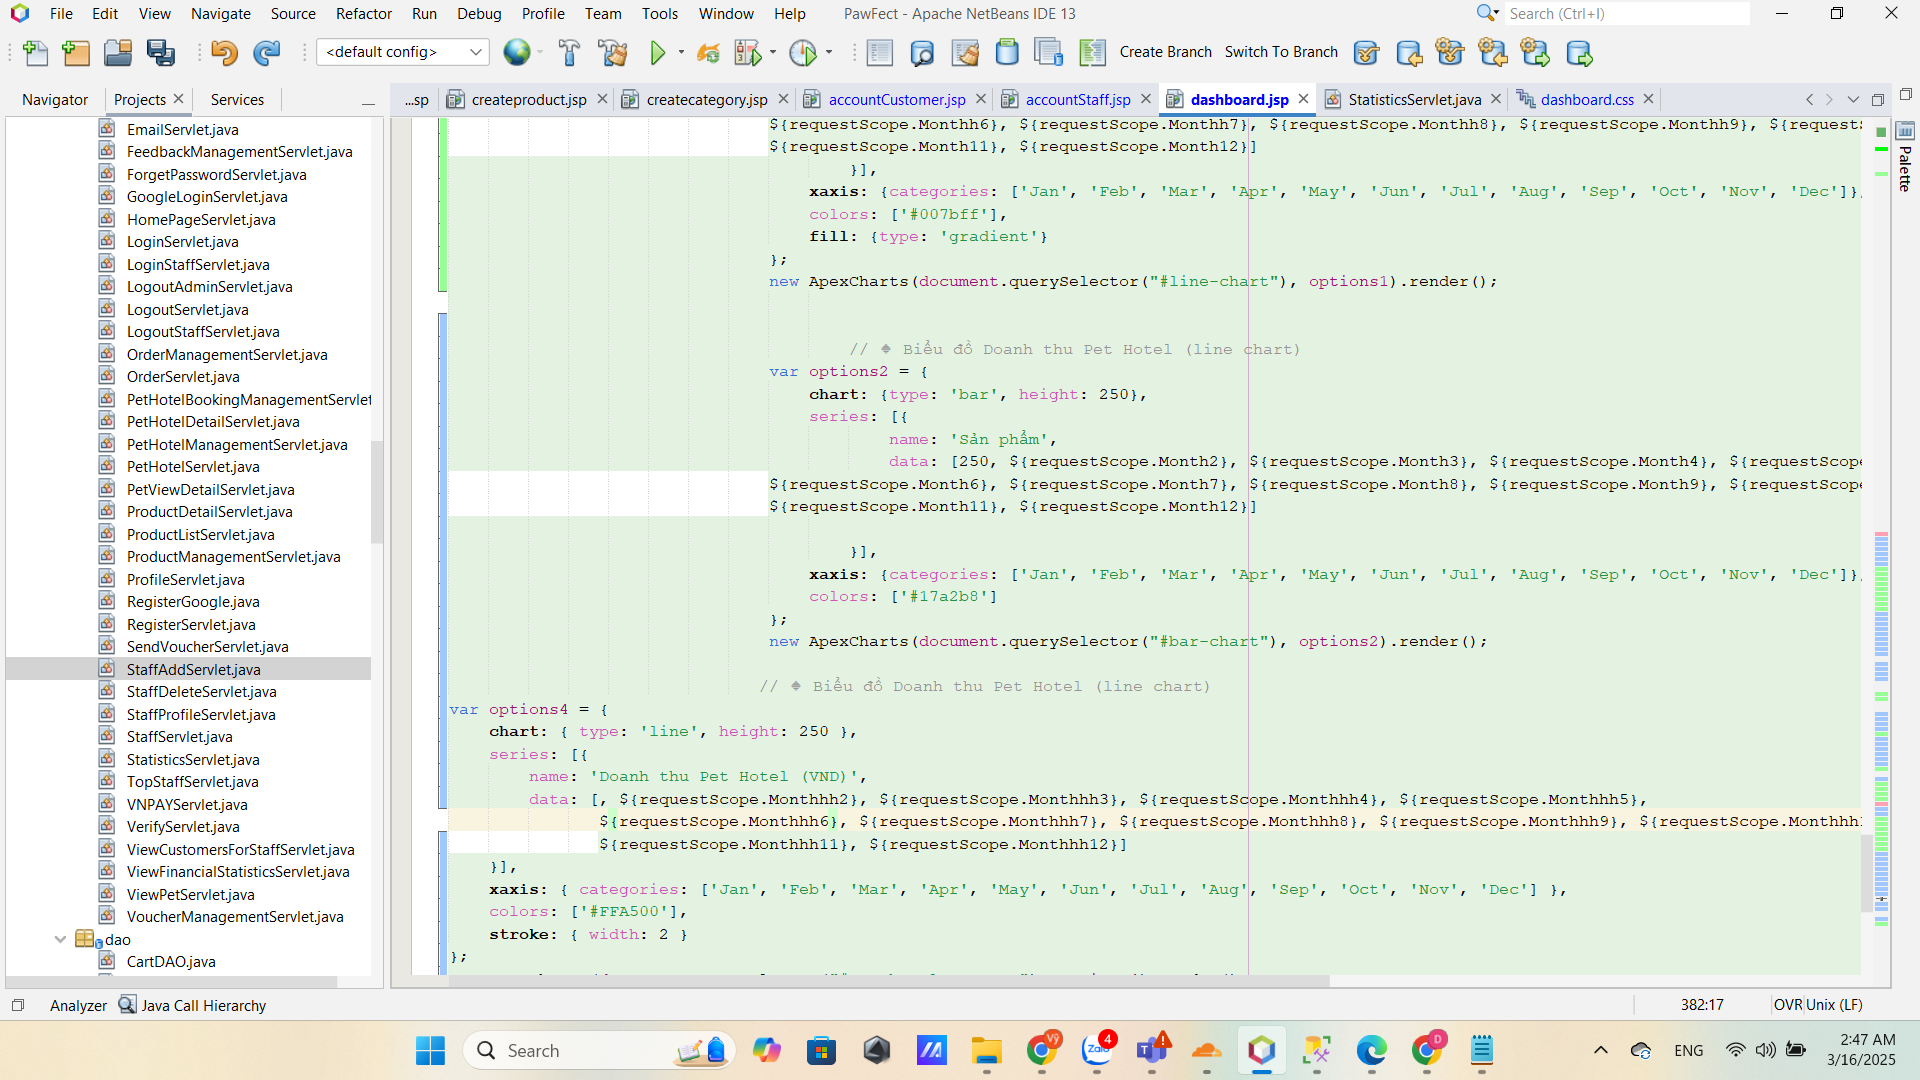 File Edit View Navigate Source Refactor Run Debug Profile Team Tools Window Help PawFect - Apache NetBeans IDE 13 Search (Ctrl+I)
<default config> Create Branch Switch To Branch
Navigator Projects Services ...sp createproduct.jsp createcategory.jsp accountCustomer.jsp accountStaff.jsp dashboard.jsp StatisticsServlet.java dashboard.css
Palette
EmailServlet.java
FeedbackManagementServlet.java
ForgetPasswordServlet.java
GoogleLoginServlet.java
HomePageServlet.java
LoginServlet.java
LoginStaffServlet.java
LogoutAdminServlet.java
LogoutServlet.java
LogoutStaffServlet.java
OrderManagementServlet.java
OrderServlet.java
PetHotelBookingManagementServlet
PetHotelDetailServlet.java
PetHotelManagementServlet.java
PetHotelServlet.java
PetViewDetailServlet.java
ProductDetailServlet.java
ProductListServlet.java
ProductManagementServlet.java
ProfileServlet.java
RegisterGoogle.java
RegisterServlet.java
SendVoucherServlet.java
StaffAddServlet.java
StaffDeleteServlet.java
StaffProfileServlet.java
StaffServlet.java
StatisticsServlet.java
TopStaffServlet.java
VNPAYServlet.java
VerifyServlet.java
ViewCustomersForStaffServlet.java
ViewFinancialStatisticsServlet.java
ViewPetServlet.java
VoucherManagementServlet.java
dao
CartDAO.java
${requestScope.Monthh6}, ${requestScope.Monthh7}, ${requestScope.Monthh8}, ${requestScope.Monthh9}, ${requestS
${requestScope.Month11}, ${requestScope.Month12}]
}],
xaxis: {categories: ['Jan', 'Feb', 'Mar', 'Apr', 'May', 'Jun', 'Jul', 'Aug', 'Sep', 'Oct', 'Nov', 'Dec']},
colors: ['#007bff'],
fill: {type: 'gradient'}
};
new ApexCharts(document.querySelector("#line-chart"), options1).render();
// ◆ Biểu đồ Doanh thu Pet Hotel (line chart)
var options2 = {
chart: {type: 'bar', height: 250},
series: [{
name: 'Sản phẩm',
data: [250, ${requestScope.Month2}, ${requestScope.Month3}, ${requestScope.Month4}, ${requestScope
${requestScope.Month6}, ${requestScope.Month7}, ${requestScope.Month8}, ${requestScope.Month9}, ${requestScope
${requestScope.Month11}, ${requestScope.Month12}]
}],
xaxis: {categories: ['Jan', 'Feb', 'Mar', 'Apr', 'May', 'Jun', 'Jul', 'Aug', 'Sep', 'Oct', 'Nov', 'Dec']},
colors: ['#17a2b8']
};
new ApexCharts(document.querySelector("#bar-chart"), options2).render();
// ◆ Biểu đồ Doanh thu Pet Hotel (line chart)
var options4 = {
chart: { type: 'line', height: 250 },
series: [{
name: 'Doanh thu Pet Hotel (VND)',
data: [, ${requestScope.Monthhh2}, ${requestScope.Monthhh3}, ${requestScope.Monthhh4}, ${requestScope.Monthhh5},
${requestScope.Monthhh6}, ${requestScope.Monthhh7}, ${requestScope.Monthhh8}, ${requestScope.Monthhh9}, ${requestScope.Monthhh1
${requestScope.Monthhh11}, ${requestScope.Monthhh12}]
}],
xaxis: { categories: ['Jan', 'Feb', 'Mar', 'Apr', 'May', 'Jun', 'Jul', 'Aug', 'Sep', 'Oct', 'Nov', 'Dec'] },
colors: ['#FFA500'],
stroke: { width: 2 }
};
Analyzer Java Call Hierarchy 382:17 OVR Unix (LF)
Search Vỹ Zalo 4 D ENG 2:47 AM
3/16/2025